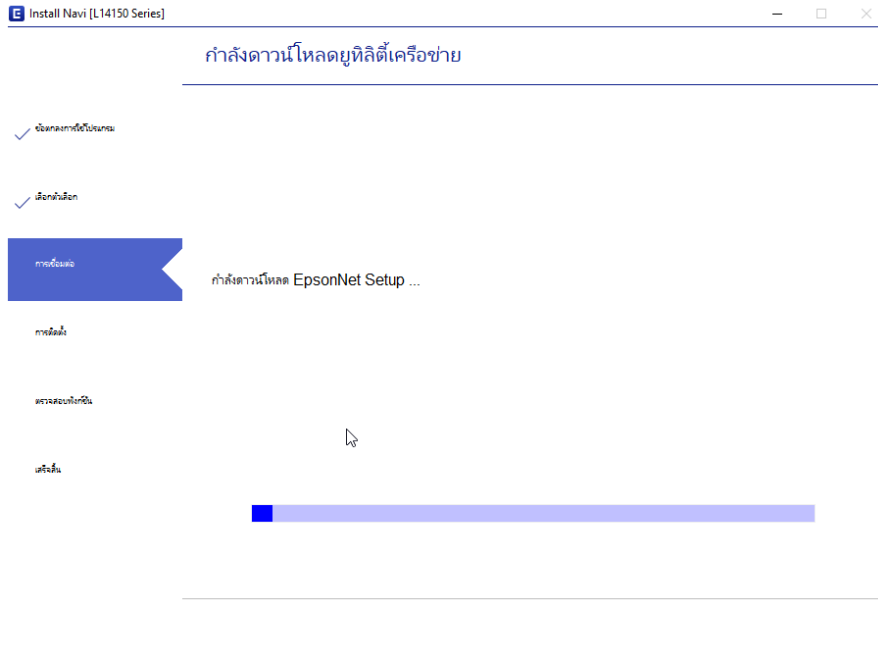 Install Navi [L14150 Series]
กำลังดาวน์โหลดยูทิลิตี้เครือข่าย
ข้อตกลงการใช้โปรแกรม
เลือกตัวเลือก
การเชื่อมต่อ
กำลังดาวน์โหลด EpsonNet Setup ...
การติดตั้ง
ตรวจสอบฟังก์ชัน
เสร็จสิ้น